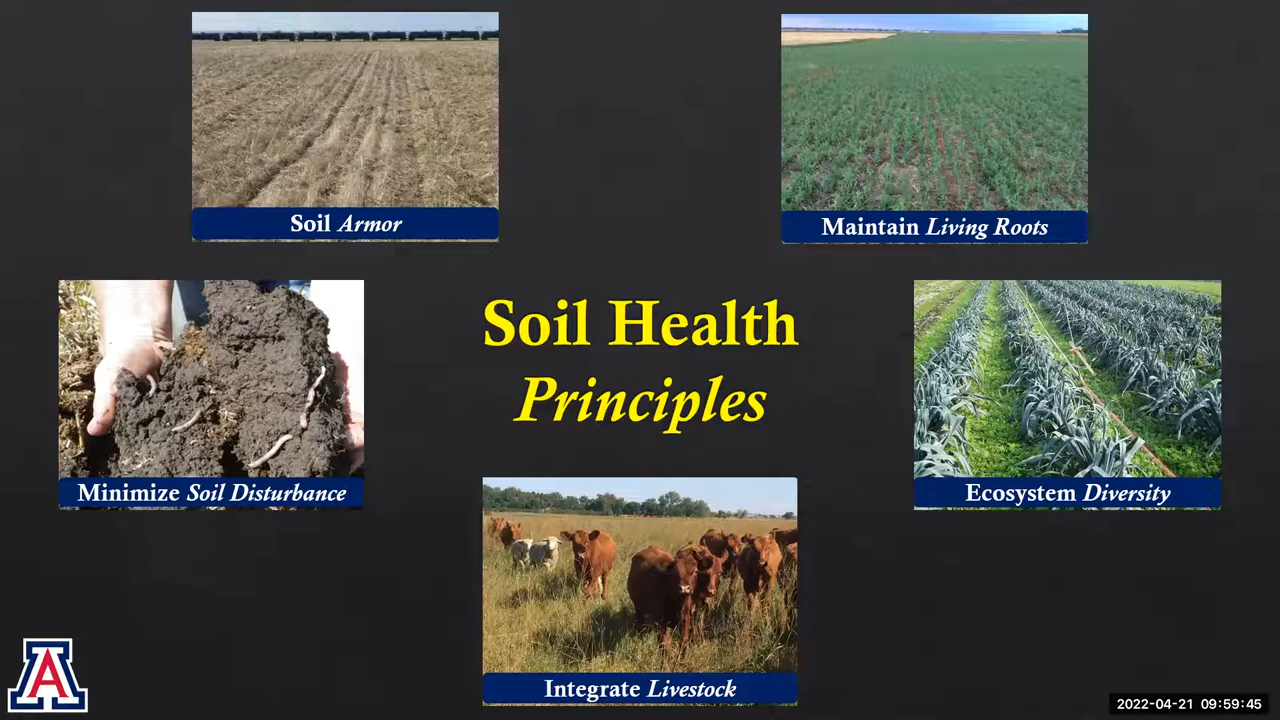 Soil Armor
Maintain Living Roots
Soil Health
Principles
Minimize Soil Disturbance
Ecosystem Diversity
Integrate Livestock
A
2022-04-21 09:59:45